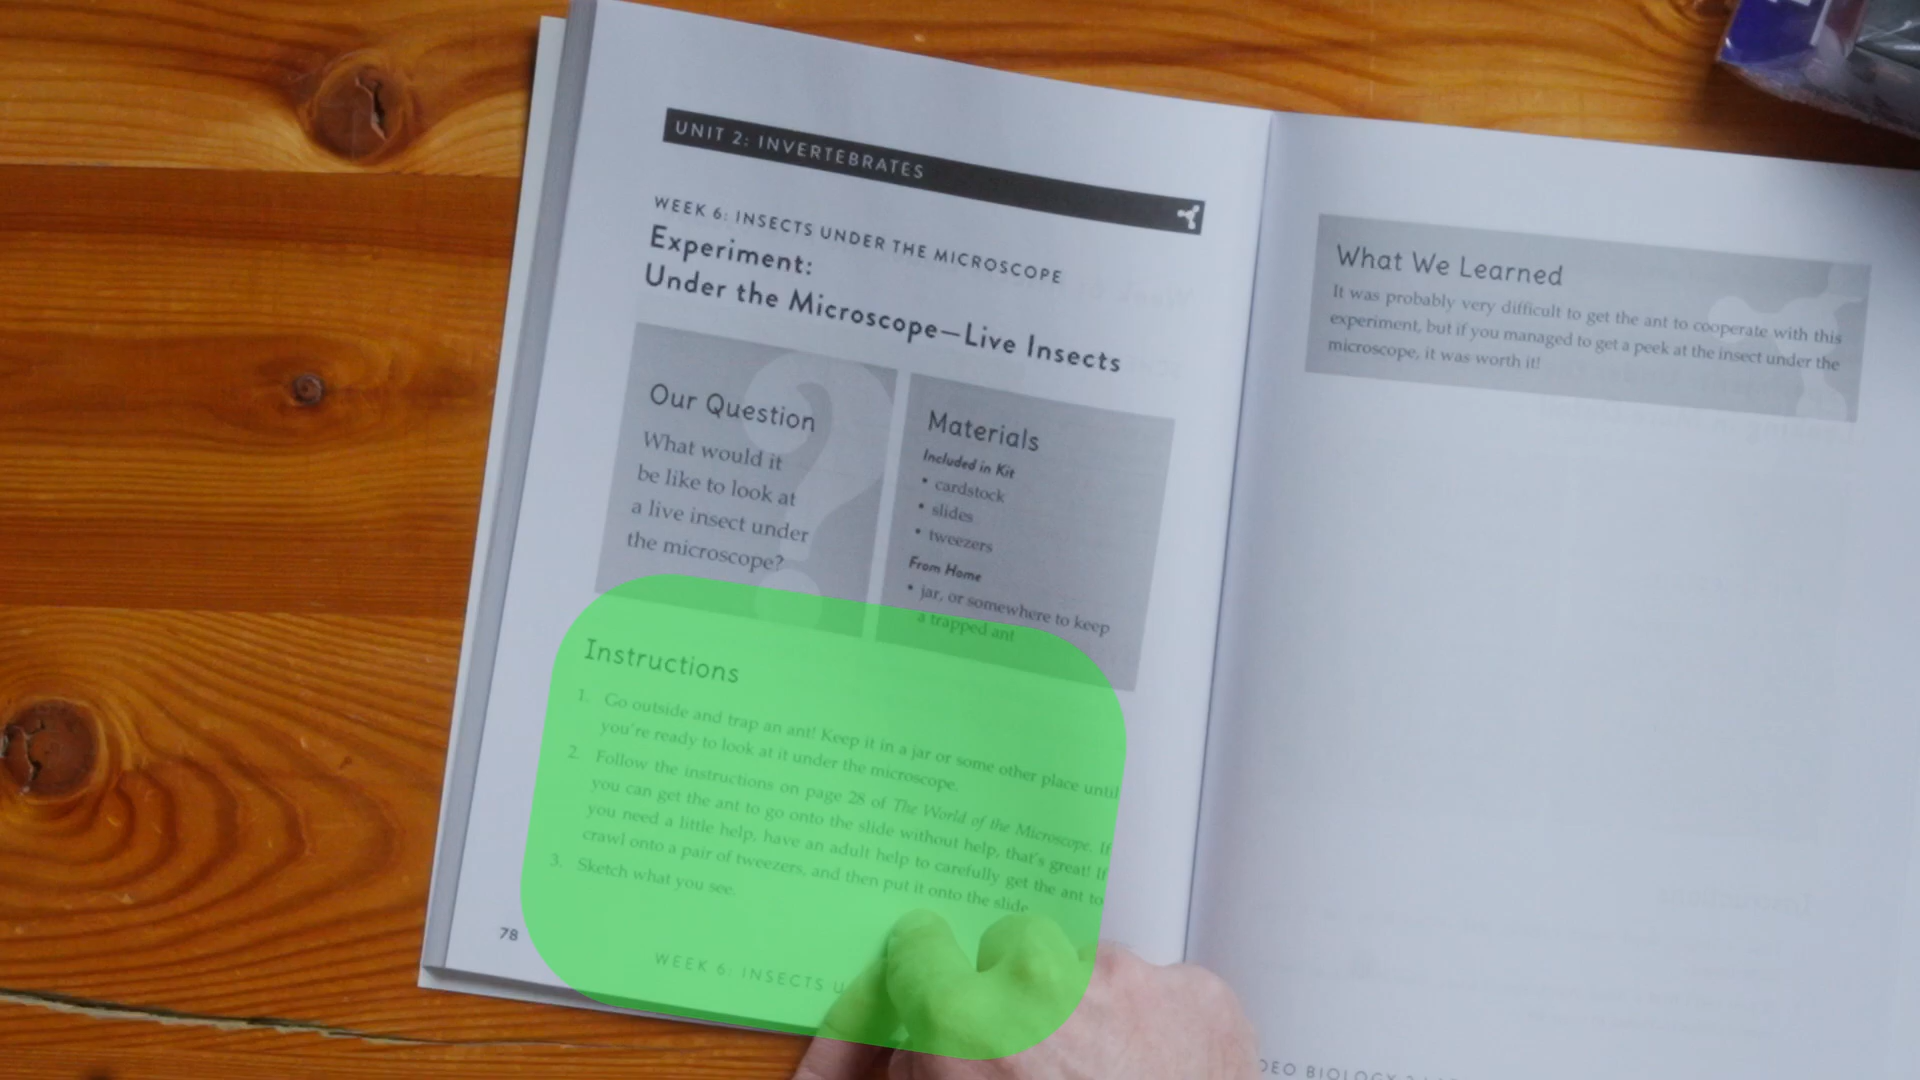 UNIT 2: INVERTEBRATES
WEEK 6: INSECTS UNDER THE MICROSCOPE
Experiment:
Under the Microscope—Live Insects
Our Question
What would it
be like to look at
a live insect under
the microscope?
Materials
Included in Kit
• cardstock
• slides
• tweezers
From Home
• jar, or somewhere to keep
a trapped ant
Instructions
1. Go outside and trap an ant! Keep it in a jar or some other place until
you're ready to look at it under the microscope.
2. Follow the instructions on page 28 of The World of the Microscope. If
you can get the ant to go onto the slide without help, that's great! If
you need a little help, have an adult help to carefully get the ant to
crawl onto a pair of tweezers, and then put it onto the slide.
3. Sketch what you see.
78
WEEK 6: INSECTS U
What We Learned
It was probably very difficult to get the ant to cooperate with this
experiment, but if you managed to get a peek at the insect under the
microscope, it was worth it!
BIOLOGY